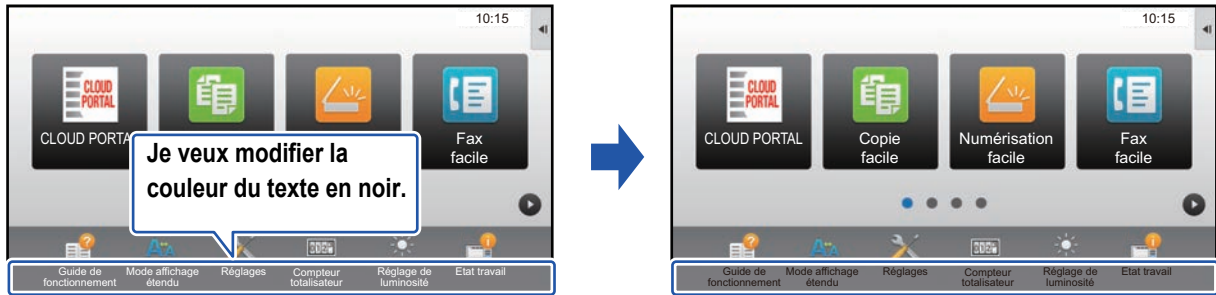 10:15
CLOUD
PORTAL
CLOUD PORTA
Fax
facile
Je veux modifier la
couleur du texte en noir.
Guide de
fonctionnement
Mode affichage
étendu
Réglages
Compteur
totalisateur
Réglage de
luminosité
Etat travail
10:15
CLOUD
PORTAL
CLOUD PORTAL
Copie
facile
Numérisation
facile
Fax
facile
Guide de
fonctionnement
Mode affichage
étendu
Réglages
Compteur
totalisateur
Réglage de
luminosité
Etat travail